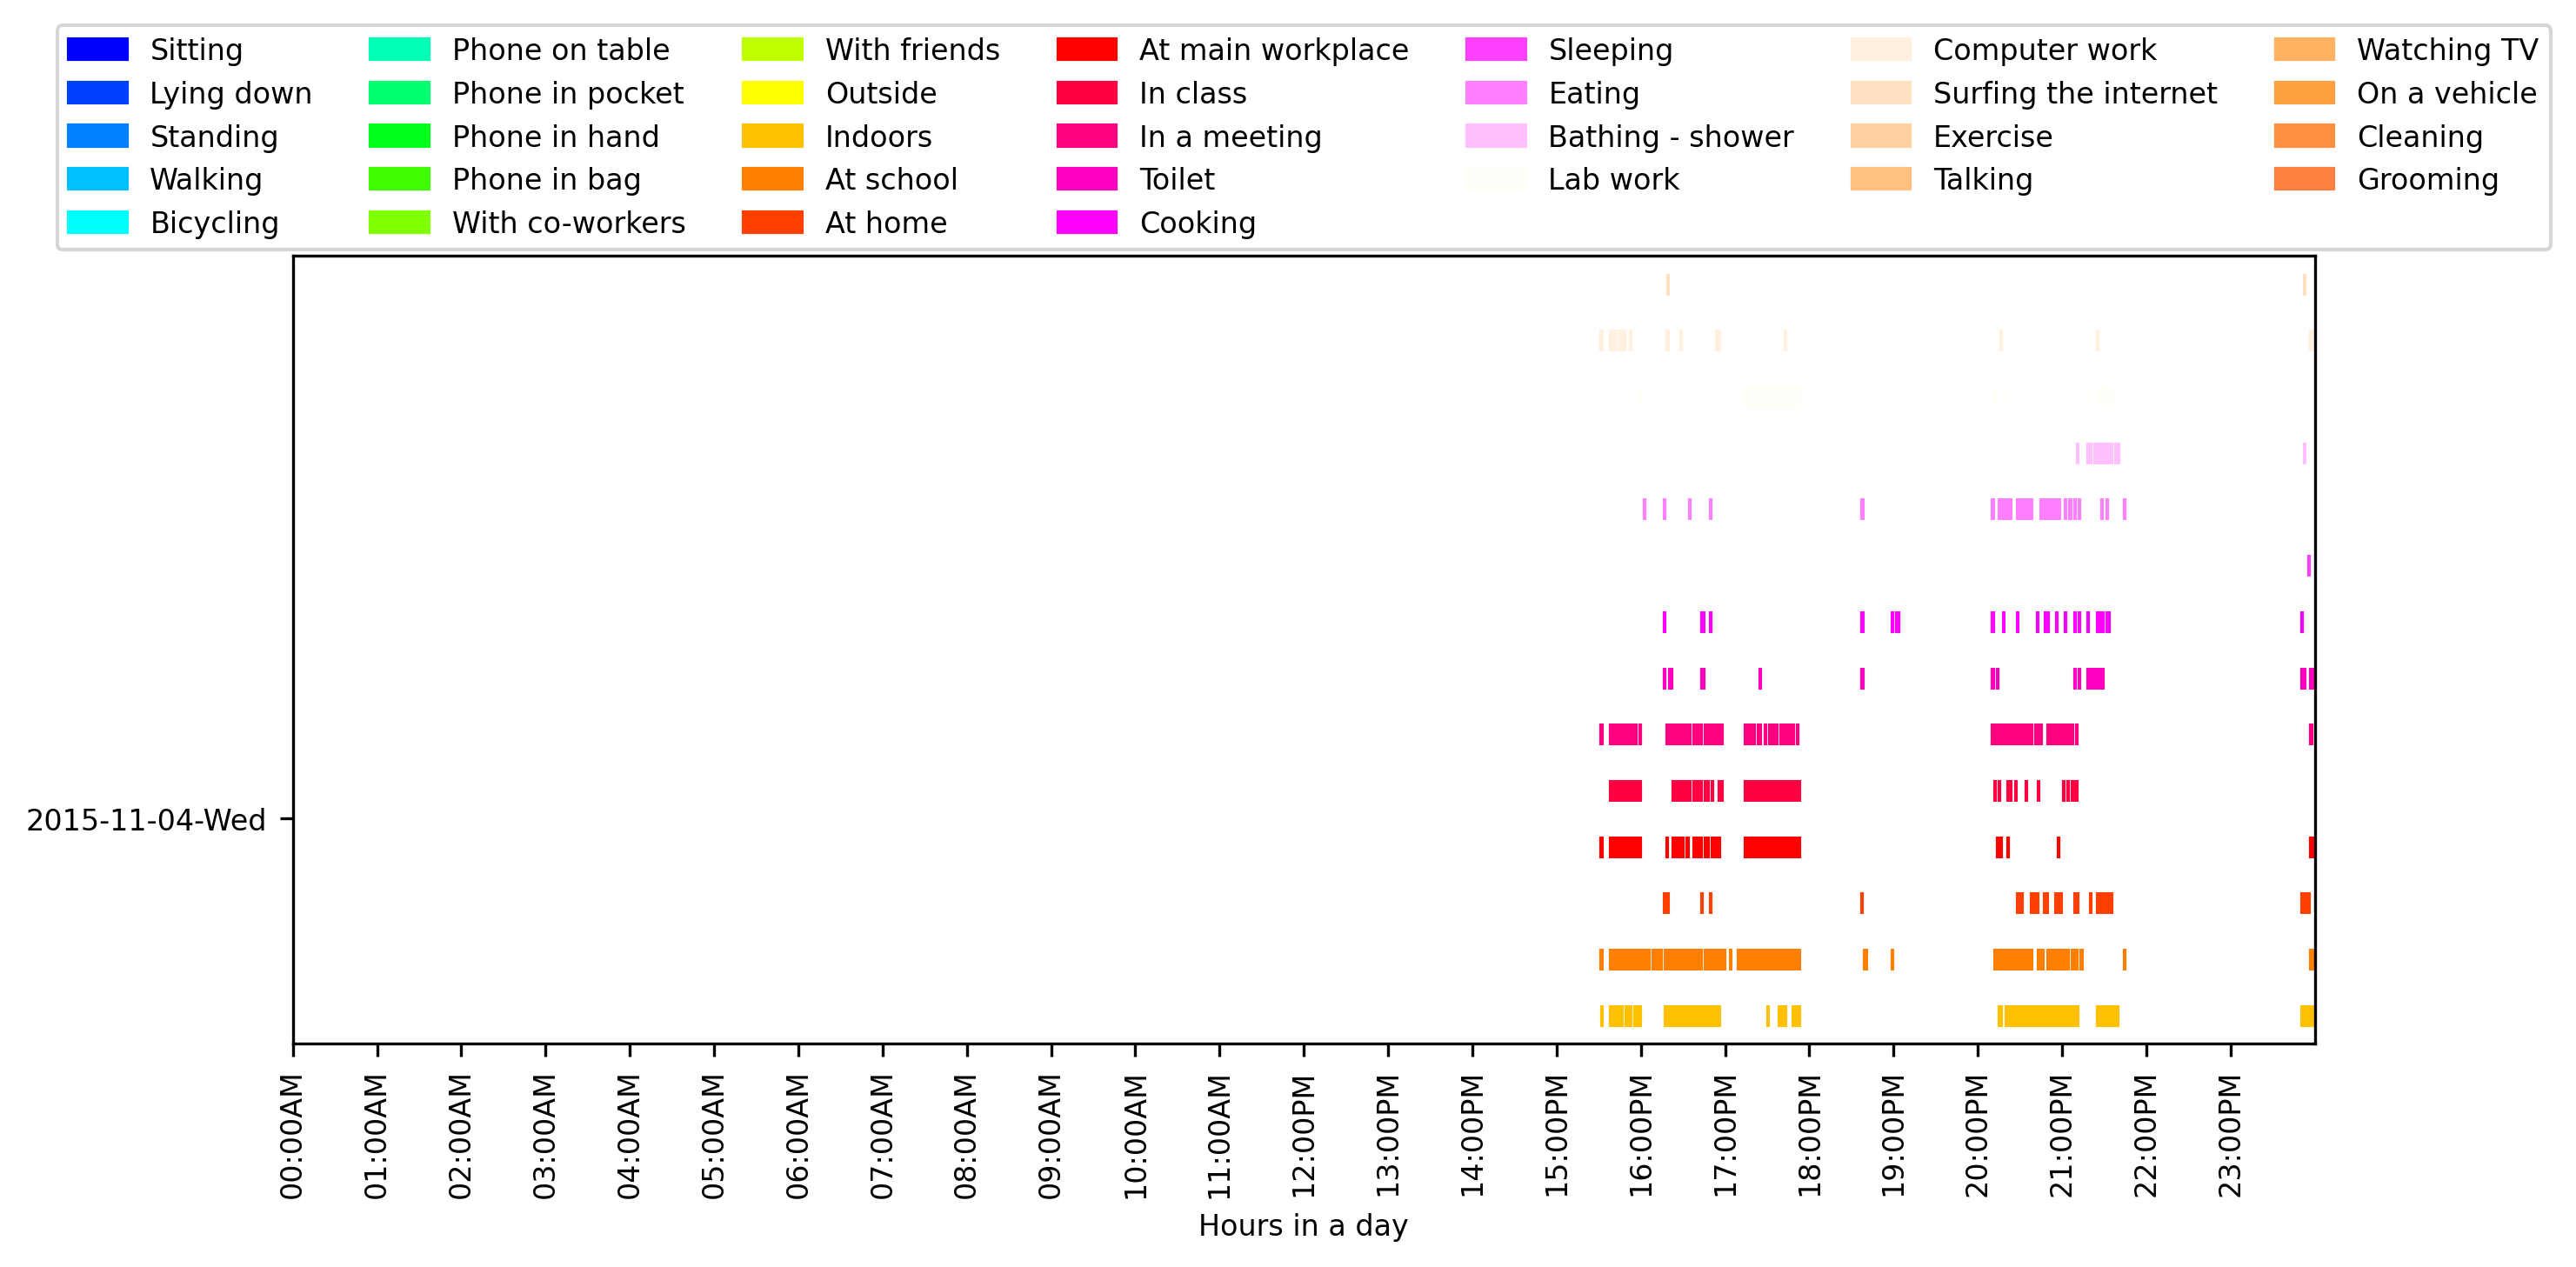 Sitting
Lying down
Standing
Walking
Bicycling
Phone on table
Phone in pocket
Phone in hand
Phone in bag
With co-workers
With friends
Outside
Indoors
At school
At home
At main workplace
In class
In a meeting
Toilet
Cooking
Sleeping
Eating
Bathing - shower
Lab work
Computer work
Surfing the internet
Exercise
Talking
Watching TV
On a vehicle
Cleaning
Grooming
2015-11-04-Wed
00:00AM
01:00AM
02:00AM
03:00AM
04:00AM
05:00AM
06:00AM
07:00AM
08:00AM
09:00AM
10:00AM
11:00AM
12:00PM
13:00PM
14:00PM
15:00PM
16:00PM
17:00PM
18:00PM
19:00PM
20:00PM
21:00PM
22:00PM
23:00PM
Hours in a day